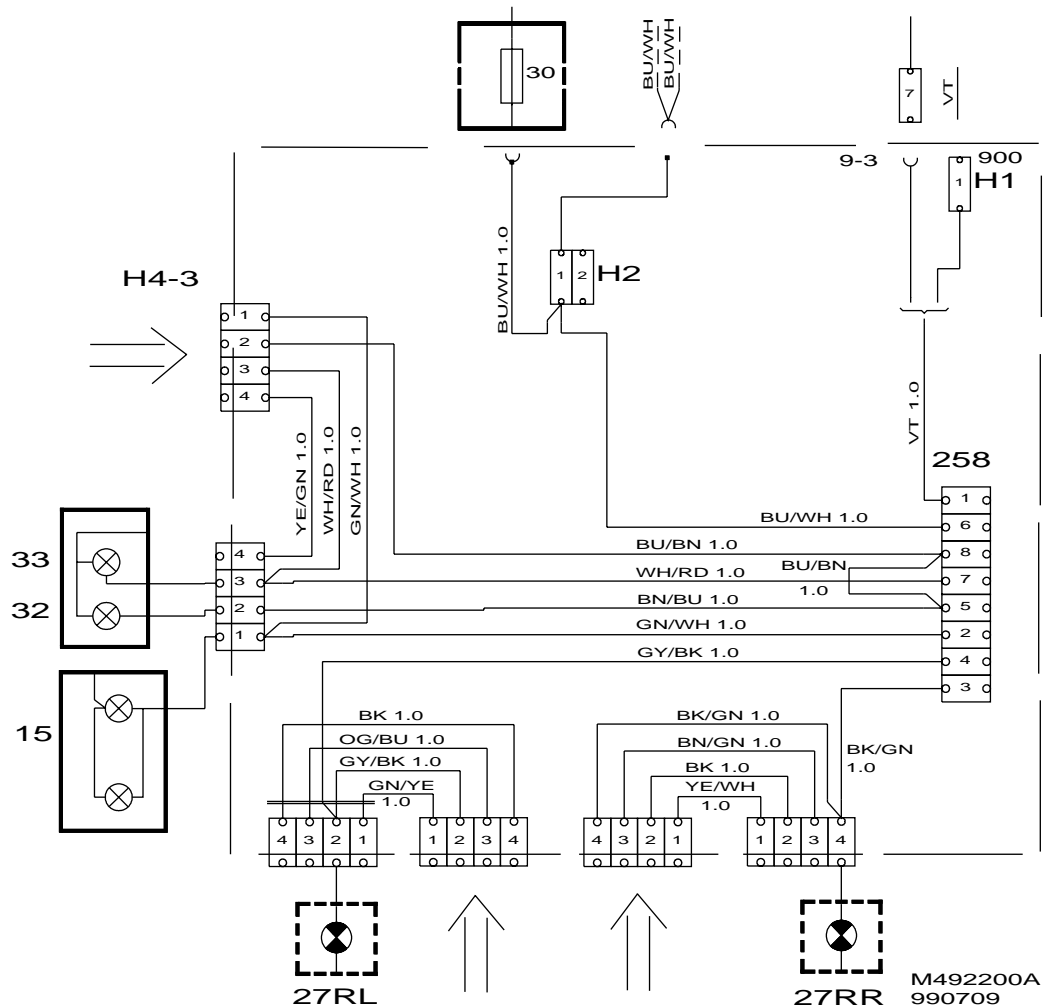 30
BU/WH
BU/WH
7
VT
9-3
900
1
H1
BU/WH 1.0
1
2
H2
H4-3
1
2
3
4
YE/GN 1.0
WH/RD 1.0
GN/WH 1.0
VT 1.0
258
1
BU/WH 1.0
6
BU/BN 1.0
8
BU/BN
1.0
WH/RD 1.0
7
BN/BU 1.0
5
GN/WH 1.0
2
GY/BK 1.0
4
3
33
32
4
3
2
1
15
BK 1.0
OG/BU 1.0
GY/BK 1.0
GN/YE
1.0
BK/GN 1.0
BN/GN 1.0
BK 1.0
YE/WH
1.0
BK/GN
1.0
4
3
2
1
1
2
3
4
4
3
2
1
1
2
3
4
27RL
27RR
M492200A
990709